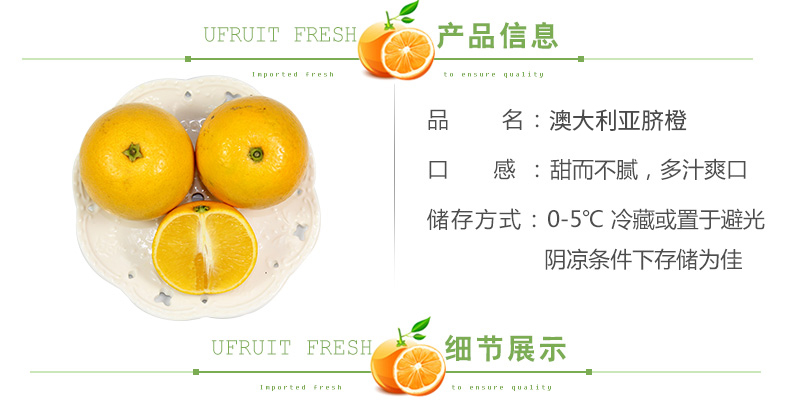 UFRUIT FRESH 产品信息
Imported fresh to ensure quality
品 名：澳大利亚脐橙
口 感：甜而不腻，多汁爽口
储存方式：0-5℃ 冷藏或置于避光
阴凉条件下存储为佳
UFRUIT FRESH 细节展示
Imported fresh to ensure quality